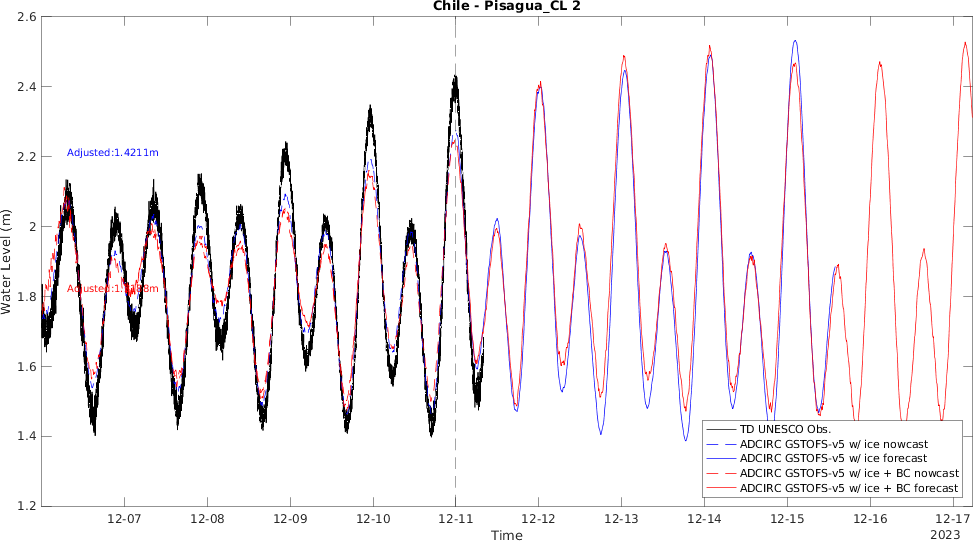 Chile - Pisagua_CL 2
2.6
2.4
2.2
2
1.8
1.6
1.4
1.2
Water Level (m)
Adjusted:1.4211m
TD UNESCO Obs.
ADCIRC GSTOFS-v5 w/ ice nowcast
ADCIRC GSTOFS-v5 w/ ice forecast
ADCIRC GSTOFS-v5 w/ ice + BC nowcast
ADCIRC GSTOFS-v5 w/ ice + BC forecast
12-07 12-08 12-09 12-10 12-11 12-12 12-13 12-14 12-15 12-16 12-17
Time
2023